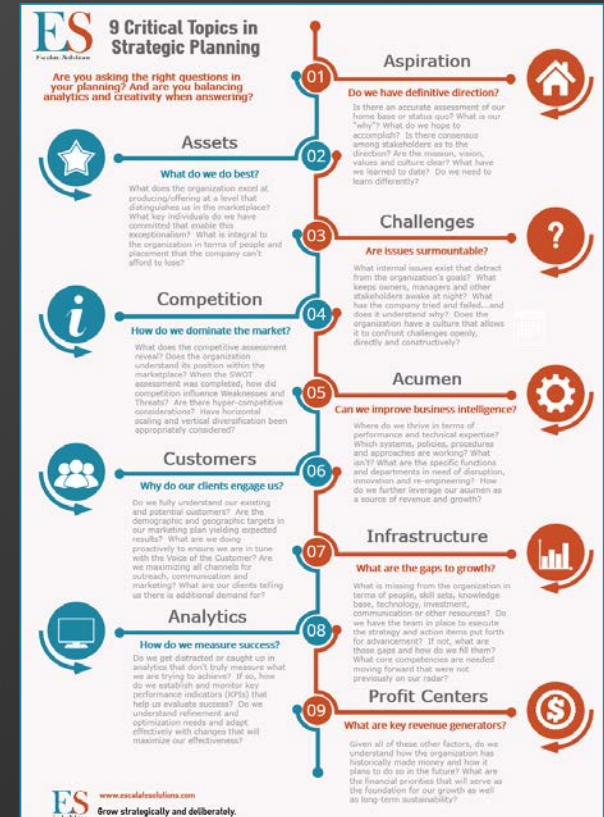 ES
Escalate Solutions
9 Critical Topics in
Strategic Planning
Are you asking the right questions in
your planning? And are you balancing
analytics and creativity when answering?
01
Aspiration
Do we have definitive direction?
Is there an accurate assessment of our
home base or status quo? What is our
"why"? What do we hope to
accomplish? Is there consensus
among stakeholders as to the
direction? Are the mission, vision,
values and culture clear? What have
we learned to date? Do we need to
learn differently?
Assets
02
What do we do best?
What does the organization excel at
producing/offering at a level that
distinguishes us in the marketplace?
What key individuals do we have
committed that enable this
exceptionalism? What is integral to
the organization in terms of people and
placement that the company can't
afford to lose?
03
Challenges
Are issues surmountable?
What internal issues exist that detract
from the organization's goals? What
keeps owners, managers and other
stakeholders awake at night? What
has the company tried and failed...and
does it understand why? Does the
organization have a culture that allows
it to confront challenges openly,
directly and constructively?
Competition
04
How do we dominate the market?
What does the competitive assessment
reveal? Does the organization
understand its position within the
marketplace? When the SWOT
assessment was completed, how did
competition influence Weaknesses and
Threats? Are there hyper-competitive
considerations? Have horizontal
scaling and vertical diversification been
appropriately considered?
05
Acumen
Can we improve business intelligence?
Where do we thrive in terms of
performance and technical expertise?
Which systems, policies, procedures
and approaches are working? What
isn't? What are the specific functions
and departments in need of disruption,
innovation and re-engineering? How
do we further leverage our acumen as
a source of revenue and growth?
Customers
06
Why do our clients engage us?
Do we fully understand our existing
and potential customers? Are the
demographic and geographic targets in
our marketing plan yielding expected
results? What are we doing
proactively to ensure we are in tune
with the Voice of the Customer? Are
we maximizing all channels for
outreach, communication and
marketing? What are our clients telling
us there is additional demand for?
07
Infrastructure
What are the gaps to growth?
What is missing from the organization in
terms of people, skill sets, knowledge
base, technology, investment,
communication or other resources? Do
we have the team in place to execute
the strategy and action items put forth
for advancement? If not, what are
those gaps and how do we fill them?
What core competencies are needed
moving forward that were not
previously on our radar?
Analytics
08
How do we measure success?
Do we get distracted or caught up in
analytics that don't truly measure what
we are trying to achieve? If so, how
do we establish and monitor key
performance indicators (KPIs) that
help us evaluate success? Do we
understand refinement and
optimization needs and adapt
effectively with changes that will
maximize our effectiveness?
09
Profit Centers
What are key revenue generators?
Given all of these other factors, do we
understand how the organization has
historically made money and how it
plans to do so in the future? What are
the financial priorities that will serve as
the foundation for our growth as well
as long-term sustainability?
ES
www.escalatesolutions.com
Grow strategically and deliberately.